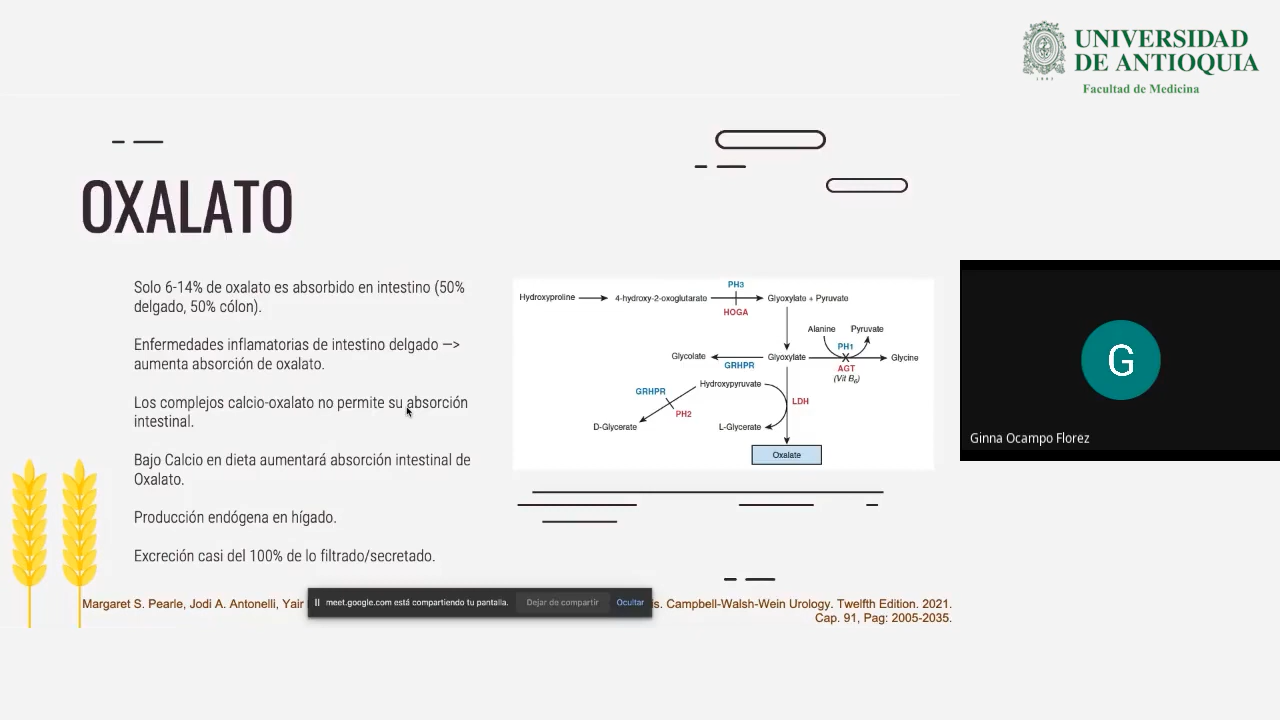 UNIVERSIDAD
DE ANTIOQUIA
1803
Facultad de Medicina
OXALATO
Solo 6-14% de oxalato es absorbido en intestino (50%
delgado, 50% cólon).
Enfermedades inflamatorias de intestino delgado —>
aumenta absorción de oxalato.
Los complejos calcio-oxalato no permite su absorción
intestinal.
Bajo Calcio en dieta aumentará absorción intestinal de
Oxalato.
Producción endógena en hígado.
Excreción casi del 100% de lo filtrado/secretado.
PH3
Hydroxyproline
4-hydroxy-2-oxoglutarato
Glyoxylate + Pyruvate
HOGA
Alanine
Pyruvate
PH1
Glycolate
Glyoxylate
Glycine
GRHPR
AGT
(Vit B6)
Hydroxypyruvate
GRHPR
LDH
PH2
D-Glycerate
L-Glycerate
Oxalate
G
Ginna Ocampo Florez
Margaret S. Pearle, Jodi A. Antonelli, Yair
meet.google.com está compartiendo tu pantalla.
Dejar de compartir
Ocultar
s. Campbell-Walsh-Wein Urology. Twelfth Edition. 2021.
Cap. 91, Pag: 2005-2035.